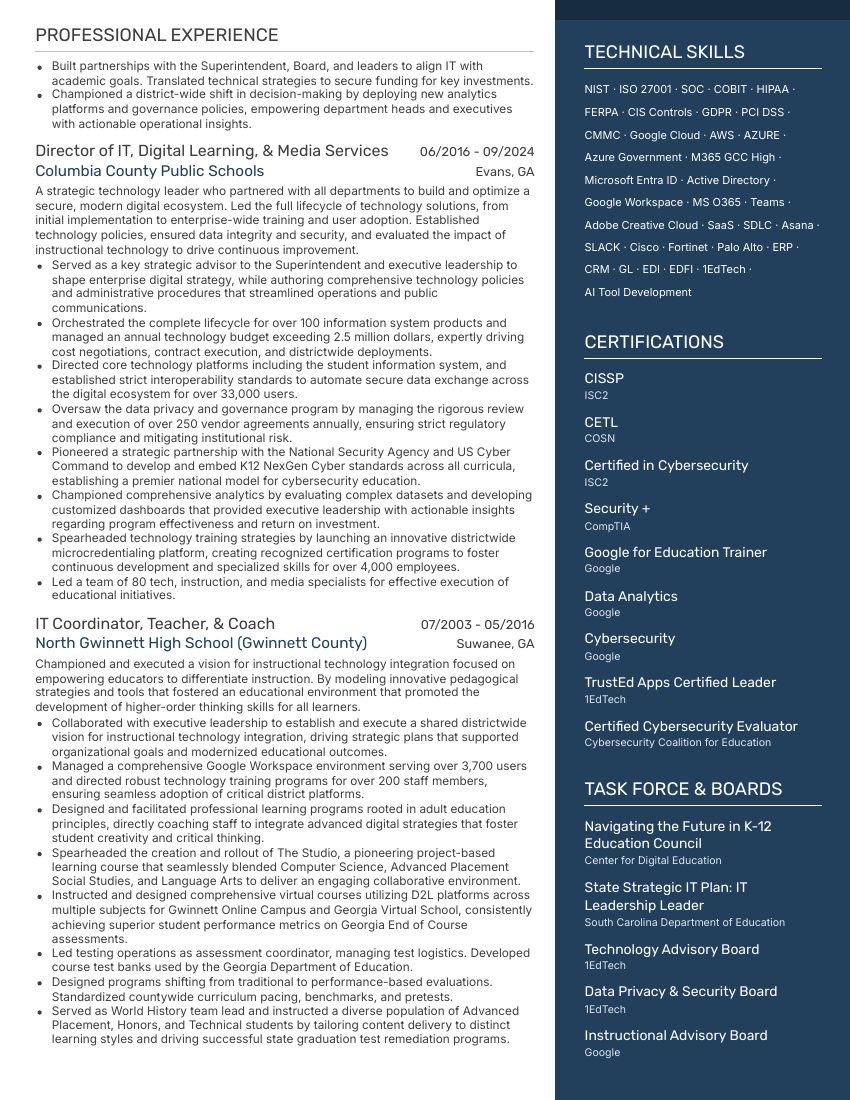 PROFESSIONAL EXPERIENCE
• Built partnerships with the Superintendent, Board, and leaders to align IT with
academic goals. Translated technical strategies to secure funding for key investments.
• Championed a district-wide shift in decision-making by deploying new analytics
platforms and governance policies, empowering department heads and executives
with actionable operational insights.
Director of IT, Digital Learning, & Media Services 06/2016 - 09/2024
Columbia County Public Schools Evans, GA
A strategic technology leader who partnered with all departments to build and optimize a
secure, modern digital ecosystem. Led the full lifecycle of technology solutions, from
initial implementation to enterprise-wide training and user adoption. Established
technology policies, ensured data integrity and security, and evaluated the impact of
instructional technology to drive continuous improvement.
• Served as a key strategic advisor to the Superintendent and executive leadership to
shape enterprise digital strategy, while authoring comprehensive technology policies
and administrative procedures that streamlined operations and public
communications.
• Orchestrated the complete lifecycle for over 100 information system products and
managed an annual technology budget exceeding 2.5 million dollars, expertly driving
cost negotiations, contract execution, and districtwide deployments.
• Directed core technology platforms including the student information system, and
established strict interoperability standards to automate secure data exchange across
the digital ecosystem for over 33,000 users.
• Oversaw the data privacy and governance program by managing the rigorous review
and execution of over 250 vendor agreements annually, ensuring strict regulatory
compliance and mitigating institutional risk.
• Pioneered a strategic partnership with the National Security Agency and US Cyber
Command to develop and embed K12 NexGen Cyber standards across all curricula,
establishing a premier national model for cybersecurity education.
• Championed comprehensive analytics by evaluating complex datasets and developing
customized dashboards that provided executive leadership with actionable insights
regarding program effectiveness and return on investment.
• Spearheaded technology training strategies by launching an innovative districtwide
microcredentialing platform, creating recognized certification programs to foster
continuous development and specialized skills for over 4,000 employees.
• Led a team of 80 tech, instruction, and media specialists for effective execution of
educational initiatives.
IT Coordinator, Teacher, & Coach 07/2003 - 05/2016
North Gwinnett High School (Gwinnett County) Suwanee, GA
Championed and executed a vision for instructional technology integration focused on
empowering educators to differentiate instruction. By modeling innovative pedagogical
strategies and tools that fostered an educational environment that promoted the
development of higher-order thinking skills for all learners.
• Collaborated with executive leadership to establish and execute a shared districtwide
vision for instructional technology integration, driving strategic plans that supported
organizational goals and modernized educational outcomes.
• Managed a comprehensive Google Workspace environment serving over 3,700 users
and directed robust technology training programs for over 200 staff members,
ensuring seamless adoption of critical district platforms.
• Designed and facilitated professional learning programs rooted in adult education
principles, directly coaching staff to integrate advanced digital strategies that foster
student creativity and critical thinking.
• Spearheaded the creation and rollout of The Studio, a pioneering project-based
learning course that seamlessly blended Computer Science, Advanced Placement
Social Studies, and Language Arts to deliver an engaging collaborative environment.
• Instructed and designed comprehensive virtual courses utilizing D2L platforms across
multiple subjects for Gwinnett Online Campus and Georgia Virtual School, consistently
achieving superior student performance metrics on Georgia End of Course
assessments.
• Led testing operations as assessment coordinator, managing test logistics. Developed
course test banks used by the Georgia Department of Education.
• Designed programs shifting from traditional to performance-based evaluations.
Standardized countywide curriculum pacing, benchmarks, and pretests.
• Served as World History team lead and instructed a diverse population of Advanced
Placement, Honors, and Technical students by tailoring content delivery to distinct
learning styles and driving successful state graduation test remediation programs.
TECHNICAL SKILLS
NIST · ISO 27001 · SOC · COBIT · HIPAA ·
FERPA · CIS Controls · GDPR · PCI DSS ·
CMMC · Google Cloud · AWS · AZURE ·
Azure Government · M365 GCC High ·
Microsoft Entra ID · Active Directory ·
Google Workspace · MS O365 · Teams ·
Adobe Creative Cloud · SaaS · SDLC · Asana ·
SLACK · Cisco · Fortinet · Palo Alto · ERP ·
CRM · GL · EDI · EDFI · 1EdTech ·
AI Tool Development
CERTIFICATIONS
CISSP
ISC2
CETL
COSN
Certified in Cybersecurity
ISC2
Security +
CompTIA
Google for Education Trainer
Google
Data Analytics
Google
Cybersecurity
Google
TrustEd Apps Certified Leader
1EdTech
Certified Cybersecurity Evaluator
Cybersecurity Coalition for Education
TASK FORCE & BOARDS
Navigating the Future in K-12
Education Council
Center for Digital Education
State Strategic IT Plan: IT
Leadership Leader
South Carolina Department of Education
Technology Advisory Board
1EdTech
Data Privacy & Security Board
1EdTech
Instructional Advisory Board
Google